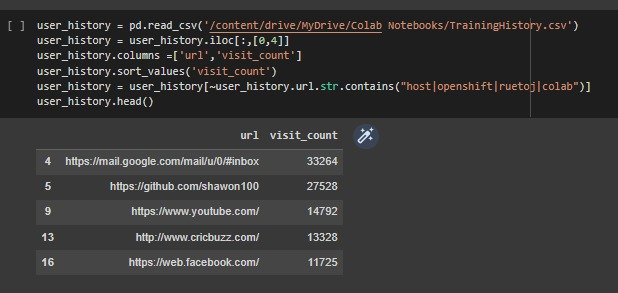 [ ] user_history = pd.read_csv('/content/drive/MyDrive/Colab Notebooks/TrainingHistory.csv')
user_history = user_history.iloc[:,[0,4]]
user_history.columns =['url','visit_count']
user_history.sort_values('visit_count')
user_history = user_history[~user_history.url.str.contains("host|openshift|ruetoj|colab")]
user_history.head()
url visit_count
4 https://mail.google.com/mail/u/0/#inbox 33264
5 https://github.com/shawon100 27528
9 https://www.youtube.com/ 14792
13 http://www.cricbuzz.com/ 13328
16 https://web.facebook.com/ 11725